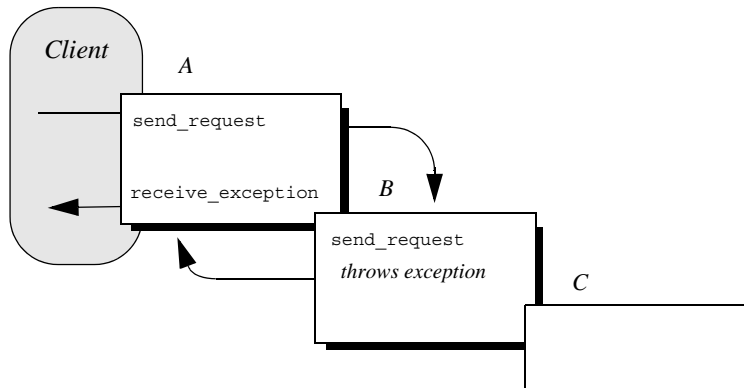 Client
A
send_request
receive_exception
B
send_request
throws exception
C